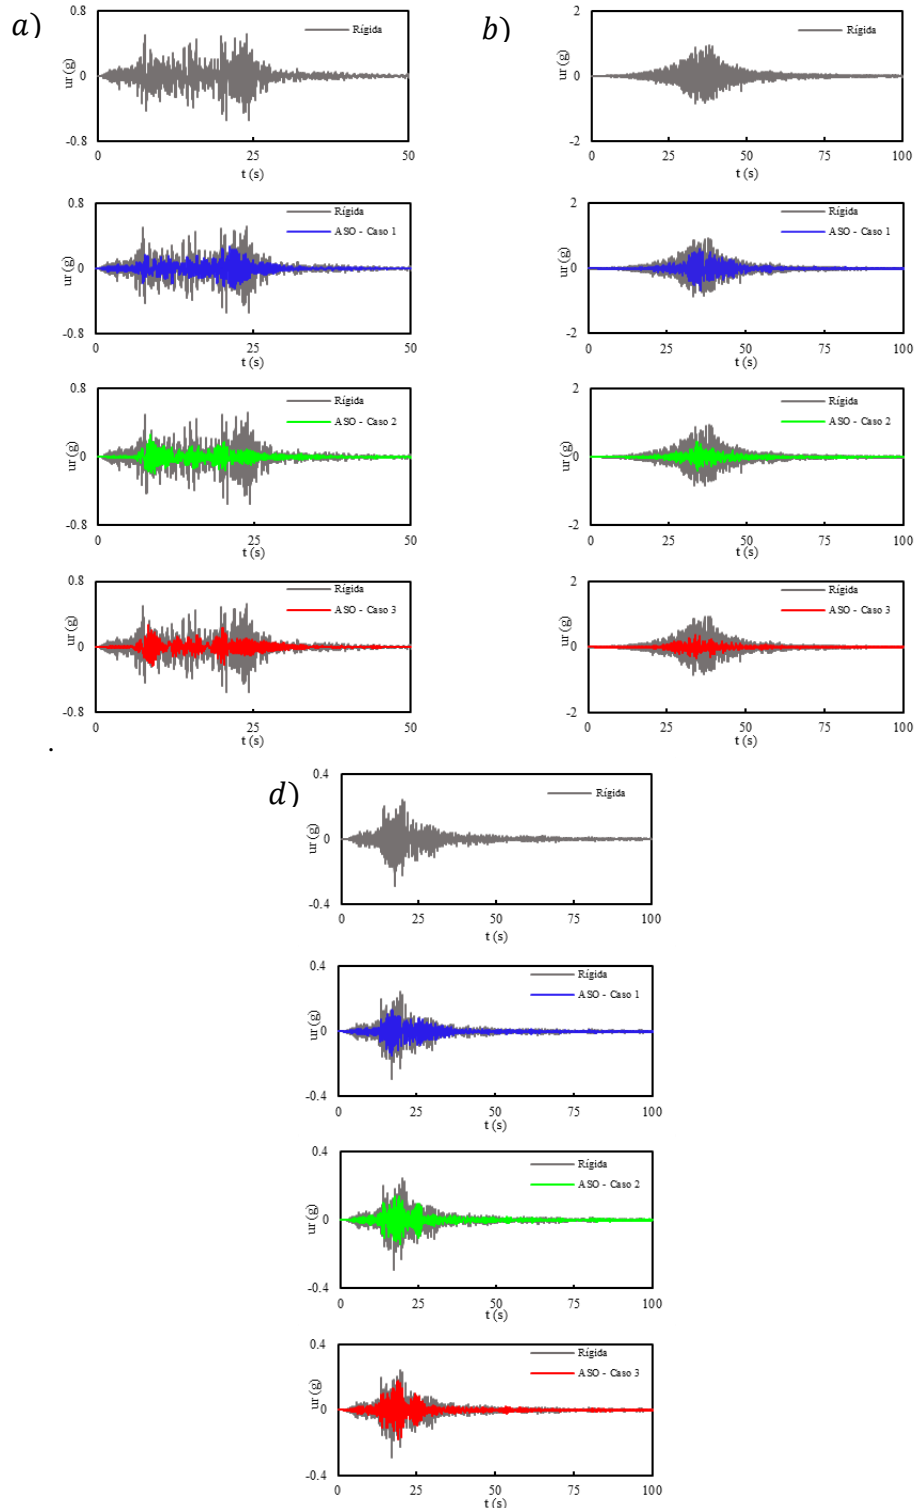 a)
0.8
Rígida
ur (g)
0
-0.8
0 25 50
t (s)
b)
2
Rígida
ur (g)
0
-2
0 25 50 75 100
t (s)
0.8
Rígida
ASO - Caso 1
ur (g)
0
-0.8
0 25 50
t (s)
2
Rígida
ASO - Caso 1
ur (g)
0
-2
0 25 50 75 100
t (s)
0.8
Rígida
ASO - Caso 2
ur (g)
0
-0.8
0 25 50
t (s)
2
Rígida
ASO - Caso 2
ur (g)
0
-2
0 25 50 75 100
t (s)
0.8
Rígida
ASO - Caso 3
ur (g)
0
-0.8
0 25 50
t (s)
2
Rígida
ASO - Caso 3
ur (g)
0
-2
0 25 50 75 100
t (s)
.
d)
0.4
Rígida
ur (g)
0
-0.4
0 25 50 75 100
t (s)
0.4
Rígida
ASO - Caso 1
ur (g)
0
-0.4
0 25 50 75 100
t (s)
0.4
Rígida
ASO - Caso 2
ur (g)
0
-0.4
0 25 50 75 100
t (s)
0.4
Rígida
ASO - Caso 3
ur (g)
0
-0.4
0 25 50 75 100
t (s)